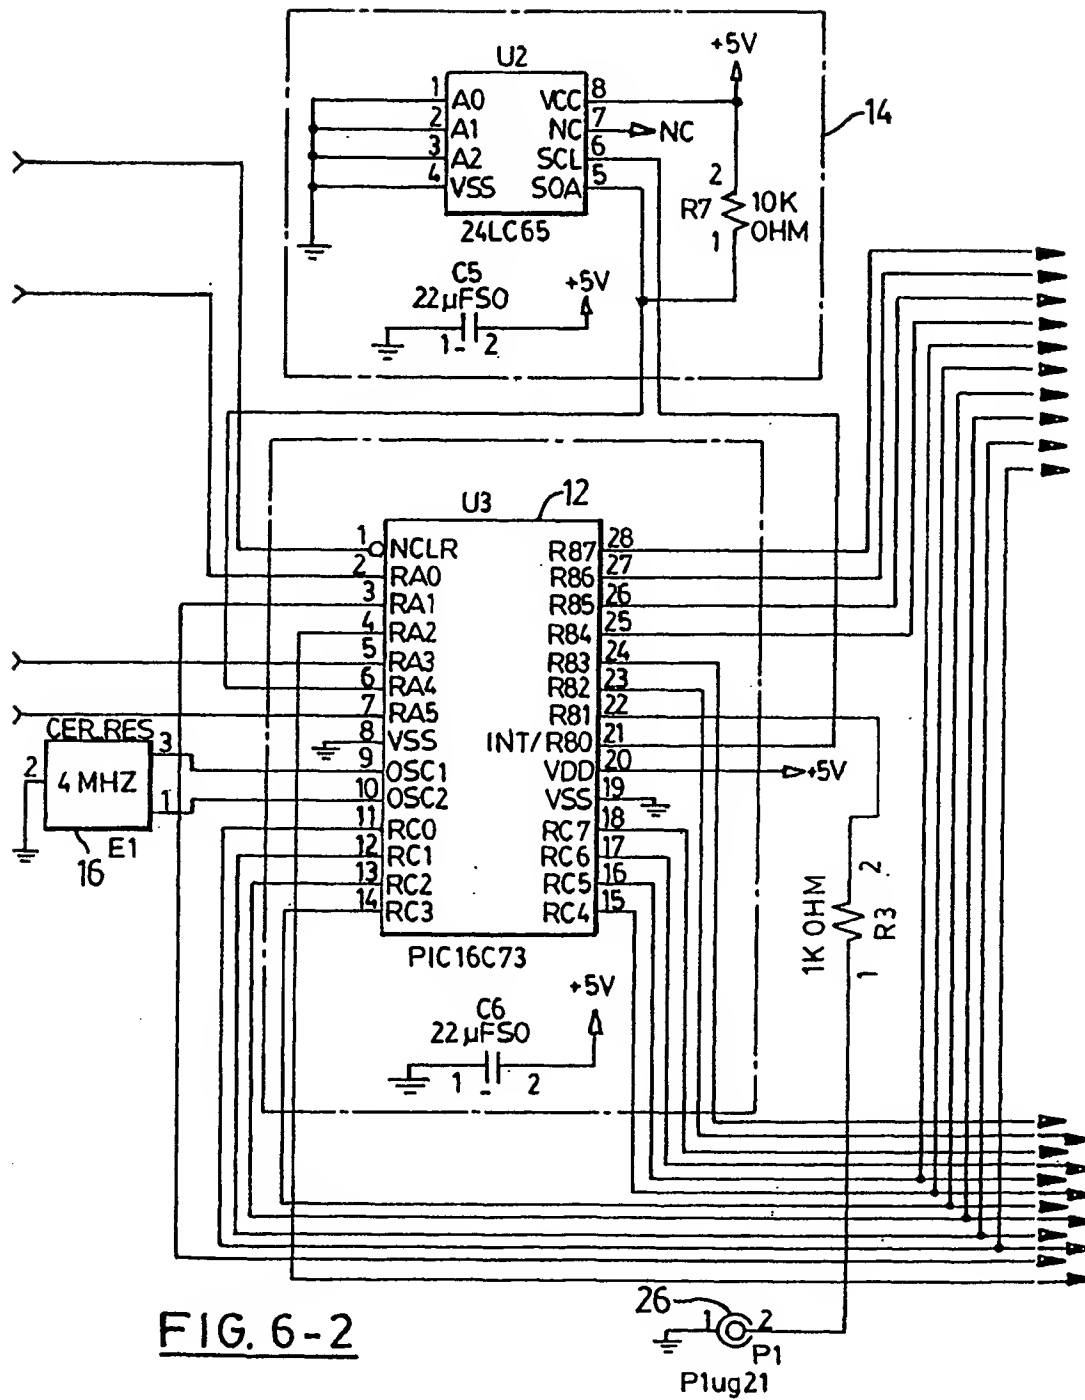 +5V
U2
1 A0 VCC 8
2 A1 NC 7 NC
3 A2 SCL 6
4 VSS SOA 5
24LC65
14
2
R7 10K OHM
1
C5
22µFSO
+5V
1 - 2
U3
12
1 NCLR R87 28
2 RA0 R86 27
3 RA1 R85 26
4 RA2 R84 25
5 RA3 R83 24
6 RA4 R82 23
7 RA5 R81 22
8 VSS INT/R80 21
9 OSC1 VDD 20 +5V
10 OSC2 VSS 19
11 RC0 RC7 18
12 RC1 RC6 17
13 RC2 RC5 16
14 RC3 RC4 15
PIC16C73
CER.RES
2 4 MHZ 3
1
16 E1
1K OHM
2
R3
1
C6
22µFSO
+5V
1 - 2
26
1 2
P1
Plug21
FIG. 6-2